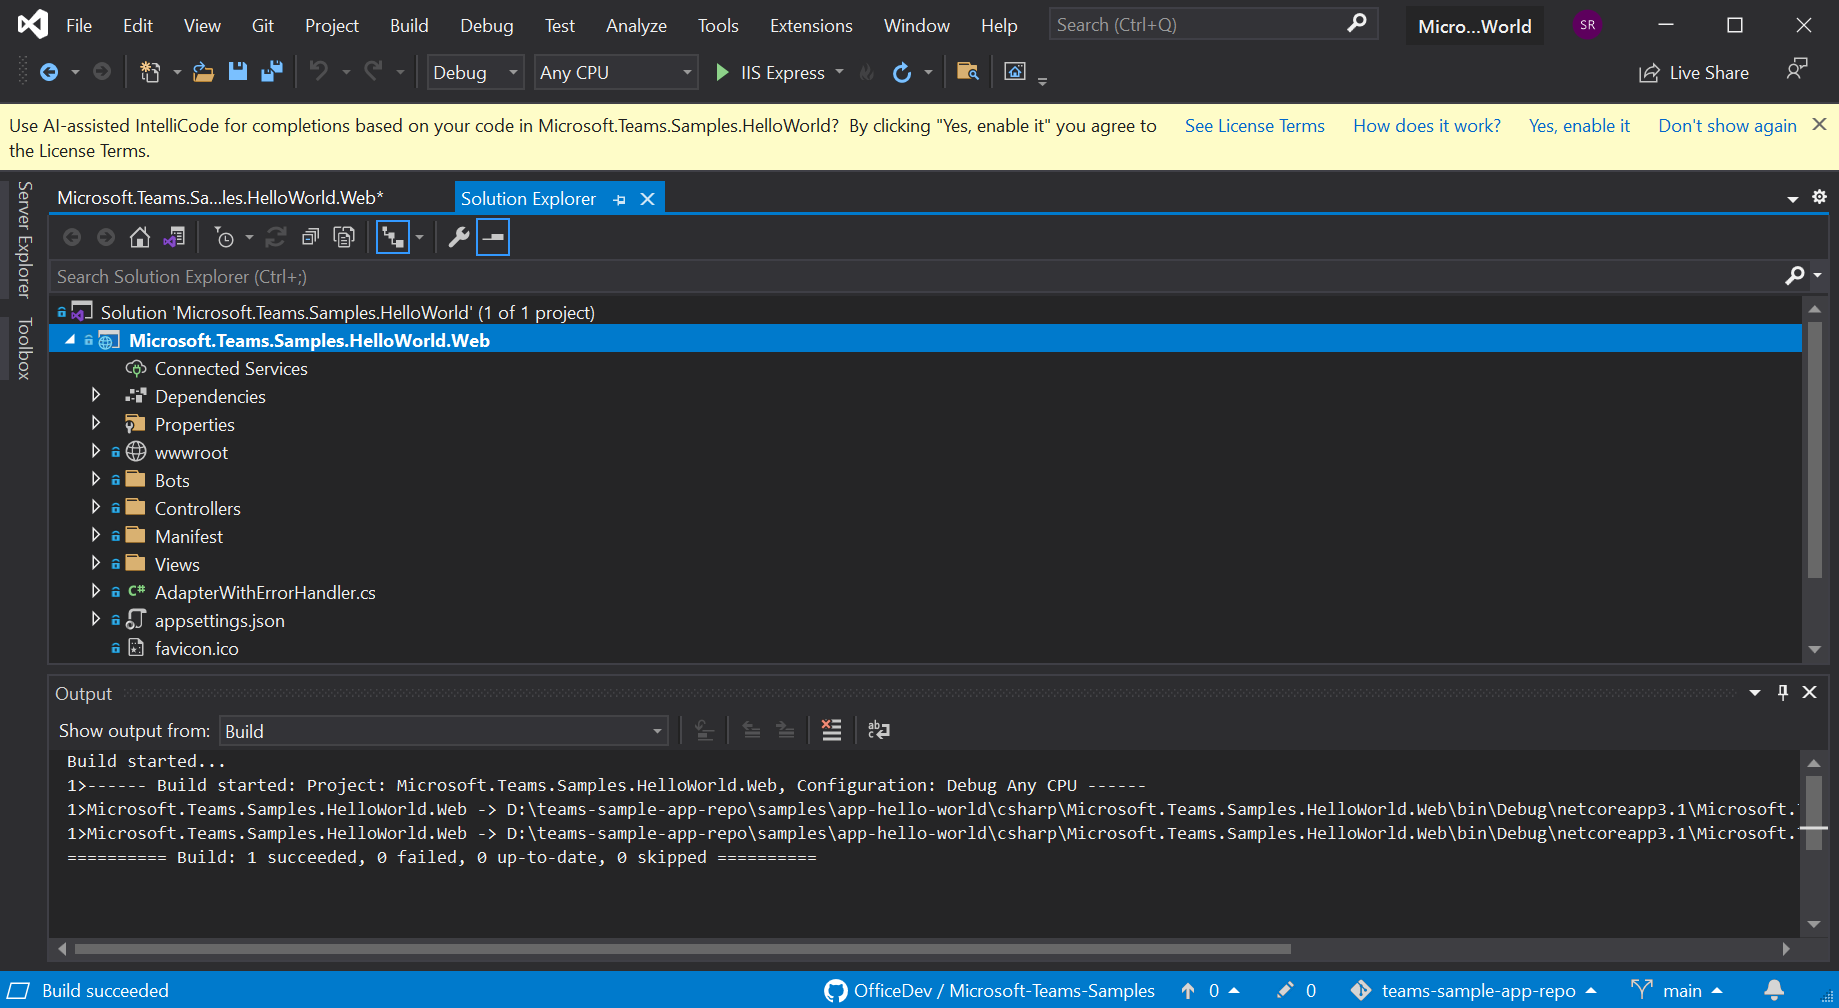 File Edit View Git Project Build Debug Test Analyze Tools Extensions Window Help Search (Ctrl+Q) Micro...World SR
Debug Any CPU IIS Express Live Share
Use AI-assisted IntelliCode for completions based on your code in Microsoft.Teams.Samples.HelloWorld? By clicking "Yes, enable it" you agree to See License Terms How does it work? Yes, enable it Don't show again
the License Terms.
Server Explorer
Toolbox
Microsoft.Teams.Sa...les.HelloWorld.Web* Solution Explorer
Search Solution Explorer (Ctrl+;)
Solution 'Microsoft.Teams.Samples.HelloWorld' (1 of 1 project)
Microsoft.Teams.Samples.HelloWorld.Web
Connected Services
Dependencies
Properties
wwwroot
Bots
Controllers
Manifest
Views
C# AdapterWithErrorHandler.cs
appsettings.json
favicon.ico
Output
Show output from: Build
Build started...
1>------ Build started: Project: Microsoft.Teams.Samples.HelloWorld.Web, Configuration: Debug Any CPU ------
1>Microsoft.Teams.Samples.HelloWorld.Web -> D:\teams-sample-app-repo\samples\app-hello-world\csharp\Microsoft.Teams.Samples.HelloWorld.Web\bin\Debug\netcoreapp3.1\Microsoft.
1>Microsoft.Teams.Samples.HelloWorld.Web -> D:\teams-sample-app-repo\samples\app-hello-world\csharp\Microsoft.Teams.Samples.HelloWorld.Web\bin\Debug\netcoreapp3.1\Microsoft.
========== Build: 1 succeeded, 0 failed, 0 up-to-date, 0 skipped ==========
Build succeeded OfficeDev / Microsoft-Teams-Samples 0 0 teams-sample-app-repo main